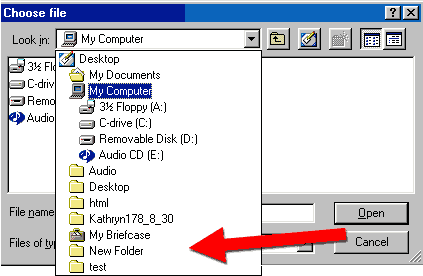 Choose file
Look in: My Computer
Desktop
My Documents
My Computer
3½ Floppy (A:)
C-drive (C:)
Removable Disk (D:)
Audio CD (E:)
Audio
Desktop
html
Kathryn178_8_30
My Briefcase
New Folder
test
3½ Flo
C-drive
Remo
Audio
File name
Open
Files of typ
Cancel